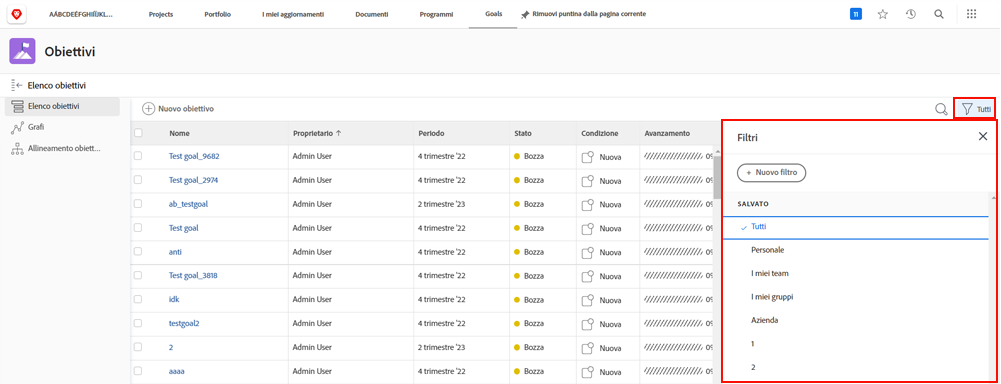 AÁBCDEÉFGHIÍÏJKL... Projects Portfolio I miei aggiornamenti Documenti Programmi Goals Rimuovi puntina dalla pagina corrente 11
Obiettivi
Elenco obiettivi
Elenco obiettivi
Grafi
Allineamento obiett...
Nuovo obiettivo Tutti
Nome Proprietario Periodo Stato Condizione Avanzamento
Test goal_9682 Admin User 4 trimestre '22 Bozza Nuova 0%
Test goal_2974 Admin User 4 trimestre '22 Bozza Nuova 0%
ab_testgoal Admin User 2 trimestre '23 Bozza Nuova 0%
Test goal Admin User 4 trimestre '22 Bozza Nuova 0%
anti Admin User 4 trimestre '22 Bozza Nuova 0%
Test goal_3818 Admin User 4 trimestre '22 Bozza Nuova 0%
idk Admin User 4 trimestre '22 Bozza Nuova 0%
testgoal2 Admin User 4 trimestre '22 Bozza Nuova 0%
2 Admin User 2 trimestre '23 Bozza Nuova 0%
aaaa Admin User 4 trimestre '22 Bozza Nuova 0%
Filtri
+ Nuovo filtro
SALVATO
Tutti
Personale
I miei team
I miei gruppi
Azienda
1
2